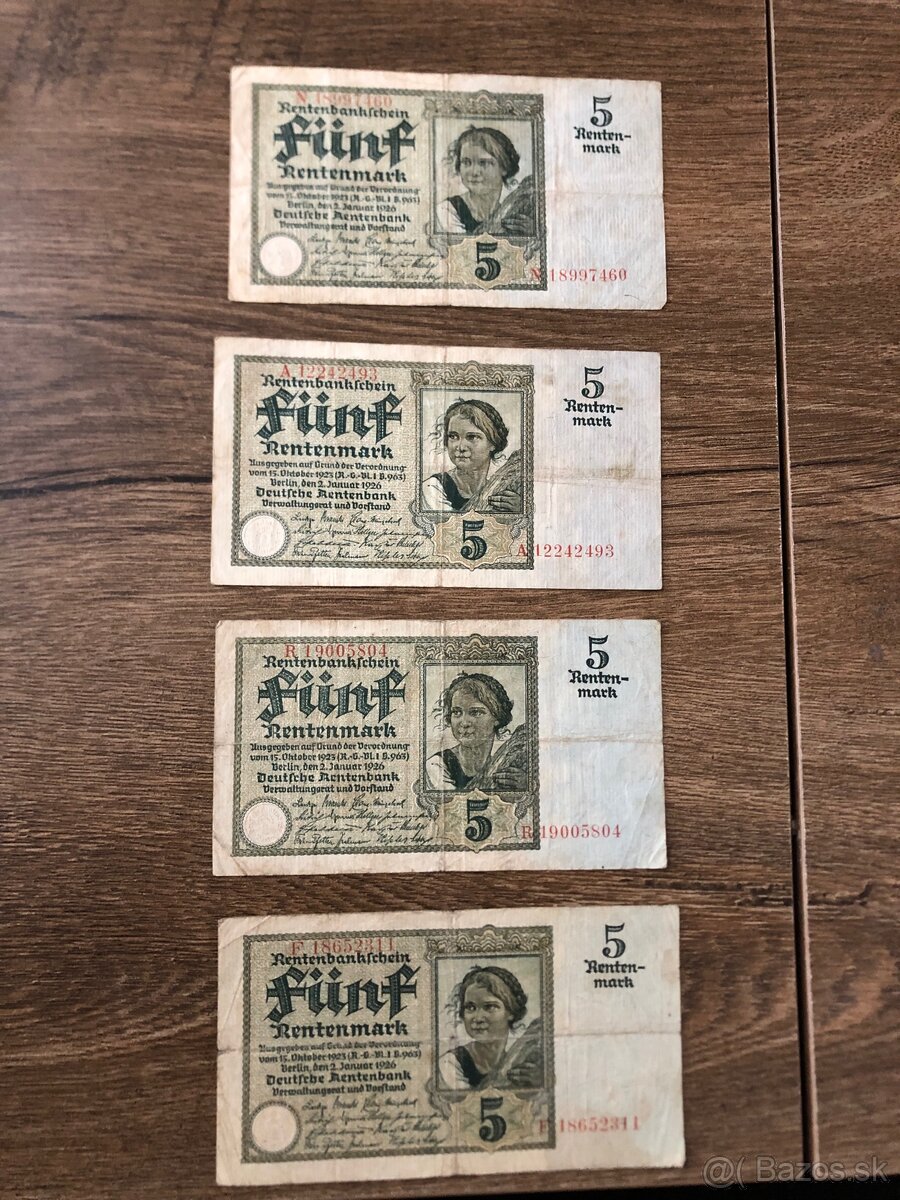 N 18997460
Rentenbankschein
Fünf
Rentenmark
Ausgegeben auf Grund der Verordnung
vom 15. Oktober 1923 (R.-G.-Bl. I S. 963)
Berlin, den 2. Januar 1926
Deutsche Rentenbank
Verwaltungsrat und Vorstand
5
5
Renten-
mark
N 18997460
A 12242493
Rentenbankschein
Fünf
Rentenmark
Ausgegeben auf Grund der Verordnung
vom 15. Oktober 1923 (R.-G.-Bl. I S. 963)
Berlin, den 2. Januar 1926
Deutsche Rentenbank
Verwaltungsrat und Vorstand
5
5
Renten-
mark
A 12242493
R 19005804
Rentenbankschein
Fünf
Rentenmark
Ausgegeben auf Grund der Verordnung
vom 15. Oktober 1923 (R.-G.-Bl. I S. 963)
Berlin, den 2. Januar 1926
Deutsche Rentenbank
Verwaltungsrat und Vorstand
5
5
Renten-
mark
R 19005804
F 18652311
Rentenbankschein
Fünf
Rentenmark
Ausgegeben auf Grund der Verordnung
vom 15. Oktober 1923 (R.-G.-Bl. I S. 963)
Berlin, den 2. Januar 1926
Deutsche Rentenbank
Verwaltungsrat und Vorstand
5
5
Renten-
mark
F 18652311
@( Bazos.sk